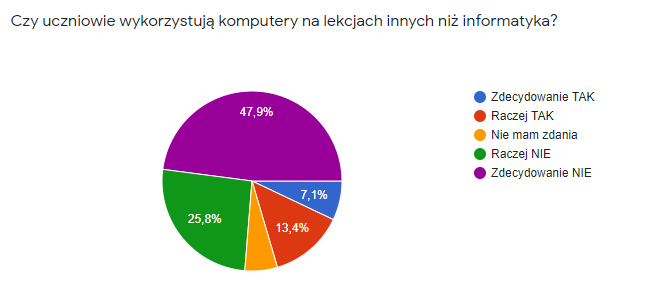 Czy uczniowie wykorzystują komputery na lekcjach innych niż informatyka?
47,9%
7,1%
13,4%
25,8%
Zdecydowanie TAK
Raczej TAK
Nie mam zdania
Raczej NIE
Zdecydowanie NIE